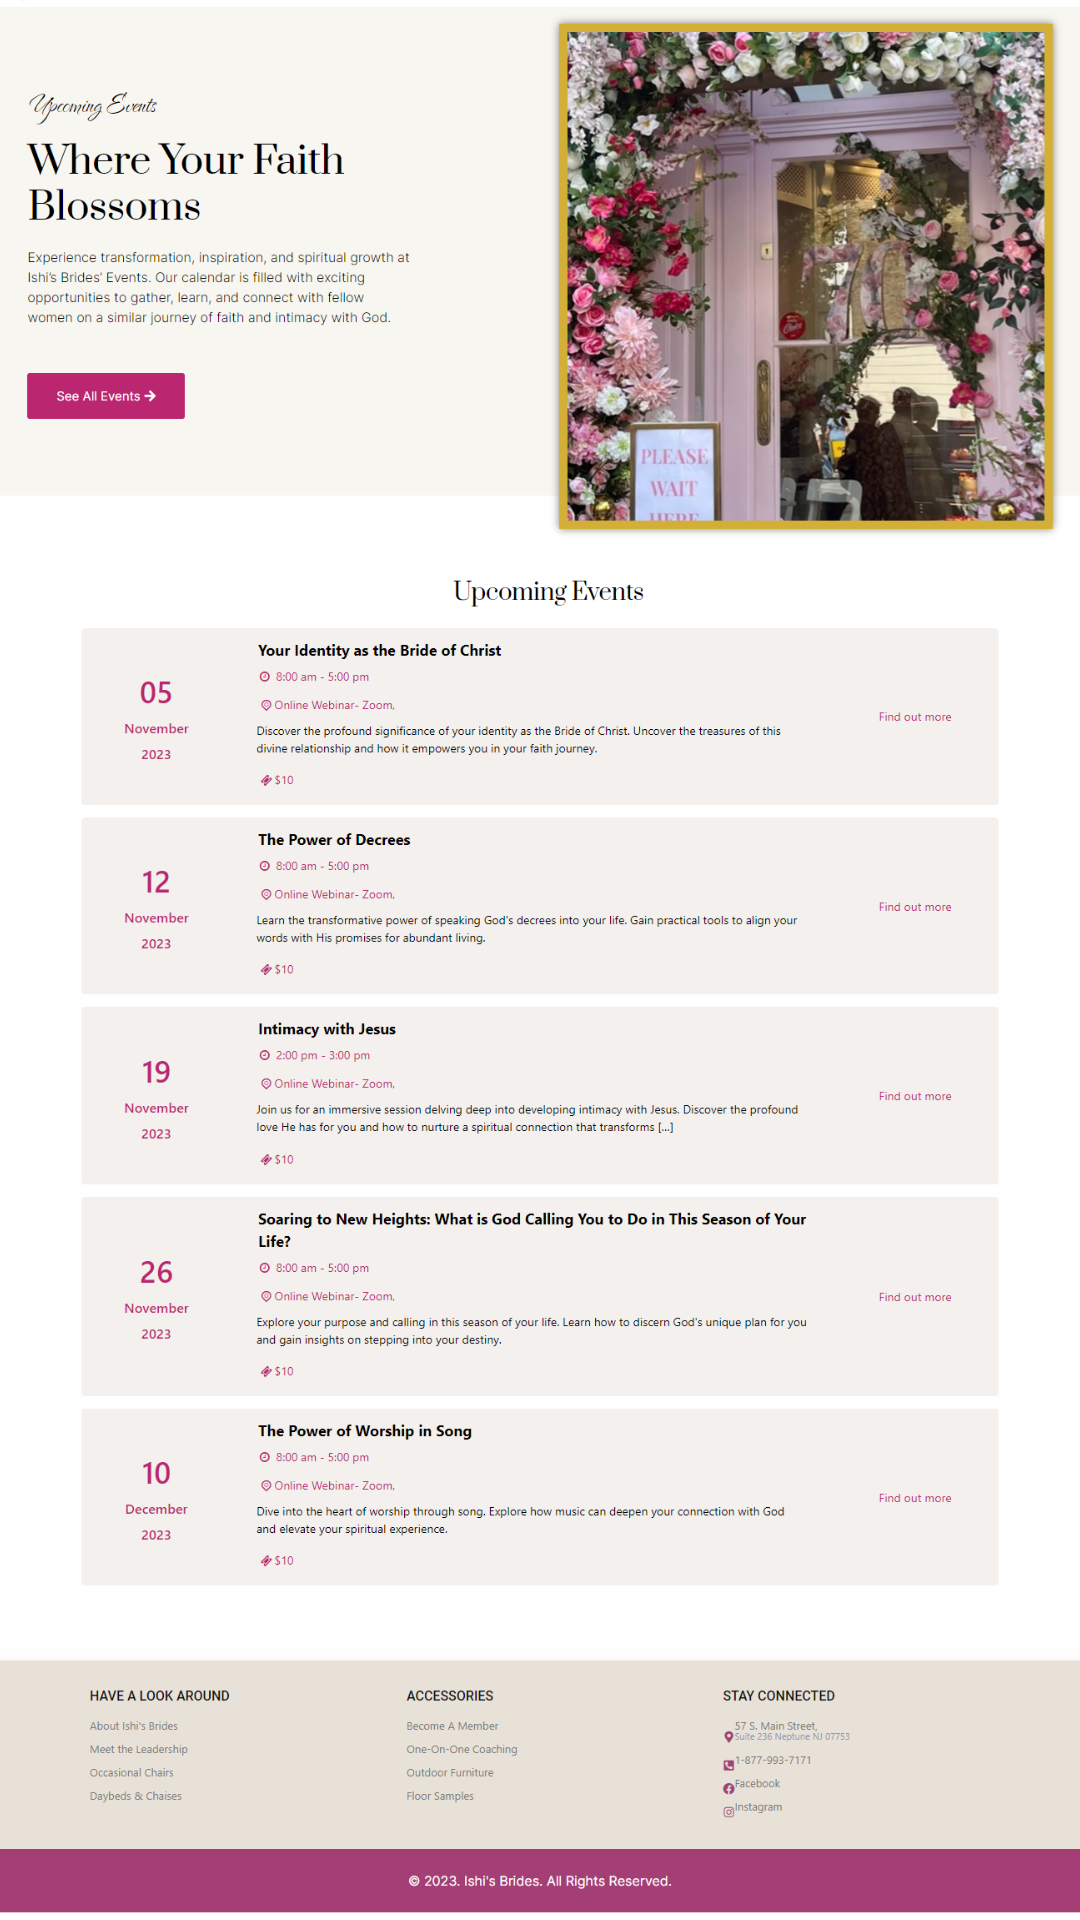 Upcoming Events
Where Your Faith
Blossoms
Experience transformation, inspiration, and spiritual growth at
Ishi's Brides' Events. Our calendar is filled with exciting
opportunities to gather, learn, and connect with fellow
women on a similar journey of faith and intimacy with God.
See All Events
PLEASE
WAIT
HERE
Upcoming Events
05
November
2023
Your Identity as the Bride of Christ
8:00 am - 5:00 pm
Online Webinar- Zoom,
Discover the profound significance of your identity as the Bride of Christ. Uncover the treasures of this
divine relationship and how it empowers you in your faith journey.
$10
Find out more
12
November
2023
The Power of Decrees
8:00 am - 5:00 pm
Online Webinar- Zoom,
Learn the transformative power of speaking God's decrees into your life. Gain practical tools to align your
words with His promises for abundant living.
$10
Find out more
19
November
2023
Intimacy with Jesus
2:00 pm - 3:00 pm
Online Webinar- Zoom,
Join us for an immersive session delving deep into developing intimacy with Jesus. Discover the profound
love He has for you and how to nurture a spiritual connection that transforms [...]
$10
Find out more
26
November
2023
Soaring to New Heights: What is God Calling You to Do in This Season of Your
Life?
8:00 am - 5:00 pm
Online Webinar- Zoom,
Explore your purpose and calling in this season of your life. Learn how to discern God's unique plan for you
and gain insights on stepping into your destiny.
$10
Find out more
10
December
2023
The Power of Worship in Song
8:00 am - 5:00 pm
Online Webinar- Zoom,
Dive into the heart of worship through song. Explore how music can deepen your connection with God
and elevate your spiritual experience.
$10
Find out more
HAVE A LOOK AROUND
About Ishi's Brides
Meet the Leadership
Occasional Chairs
Daybeds & Chaises
ACCESSORIES
Become A Member
One-On-One Coaching
Outdoor Furniture
Floor Samples
STAY CONNECTED
57 S. Main Street,
Suite 236 Neptune NJ 07753
1-877-993-7171
Facebook
Instagram
© 2023. Ishi's Brides. All Rights Reserved.